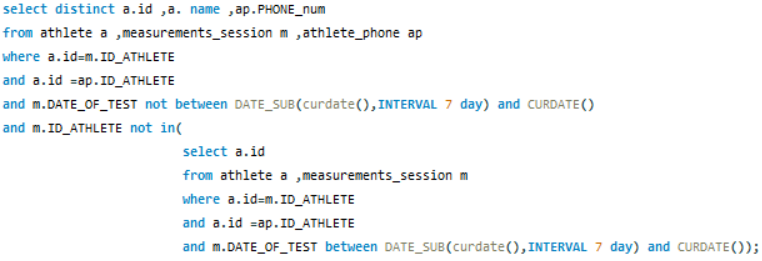 select distinct a.id ,a. name ,ap.PHONE_num
from athlete a ,measurements_session m ,athlete_phone ap
where a.id=m.ID_ATHLETE
and a.id =ap.ID_ATHLETE
and m.DATE_OF_TEST not between DATE_SUB(curdate(),INTERVAL 7 day) and CURDATE()
and m.ID_ATHLETE not in(
select a.id
from athlete a ,measurements_session m
where a.id=m.ID_ATHLETE
and a.id =ap.ID_ATHLETE
and m.DATE_OF_TEST between DATE_SUB(curdate(),INTERVAL 7 day) and CURDATE());